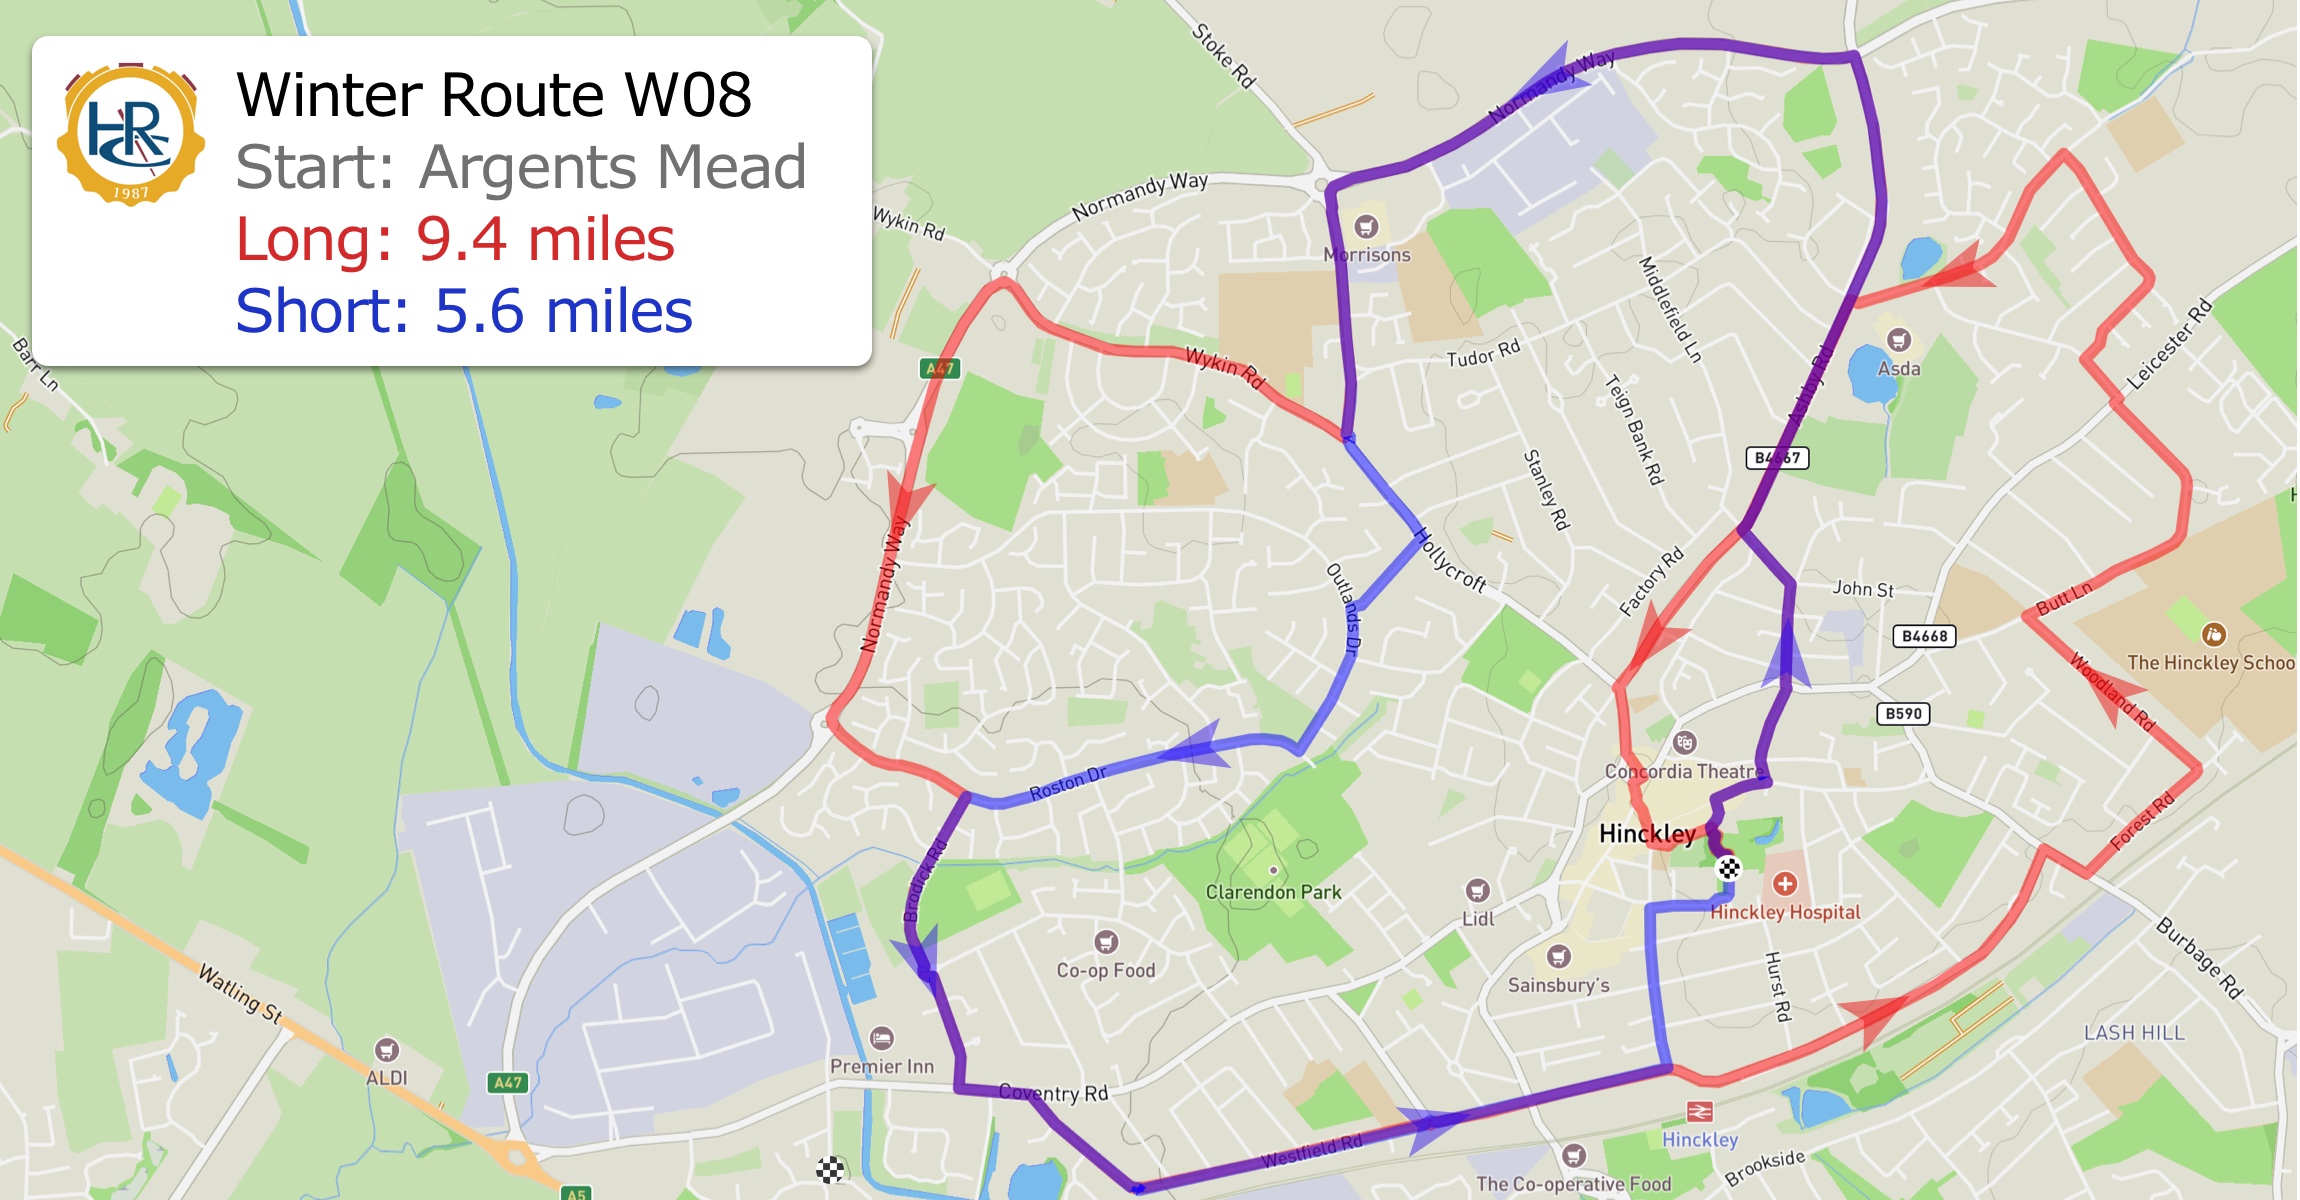 HCR
1987
Winter Route W08
Start: Argents Mead
Long: 9.4 miles
Short: 5.6 miles
Stoke Rd
Normandy Way
Normandy Way
Wykin Rd
Morrisons
Middlefield Ln
Barr Ln
A47
Wykin Rd
Tudor Rd
Teign Bank Rd
Ashby Rd
Asda
Leicester Rd
B4667
Stanley Rd
Normandy Way
Hollycroft
Outlands Dr
Factory Rd
John St
Butt Ln
B4668
The Hinckley Schoo
Woodland Rd
B590
Concordia Theatre
Roston Dr
Hinckley
Forest Rd
Brodick Rd
Clarendon Park
Lidl
Hinckley Hospital
Burbage Rd
Co-op Food
Sainsbury's
Hurst Rd
Watling St
LASH HILL
ALDI
Premier Inn
A47
Coventry Rd
Westfield Rd
Hinckley
Brookside
The Co-operative Food
A5